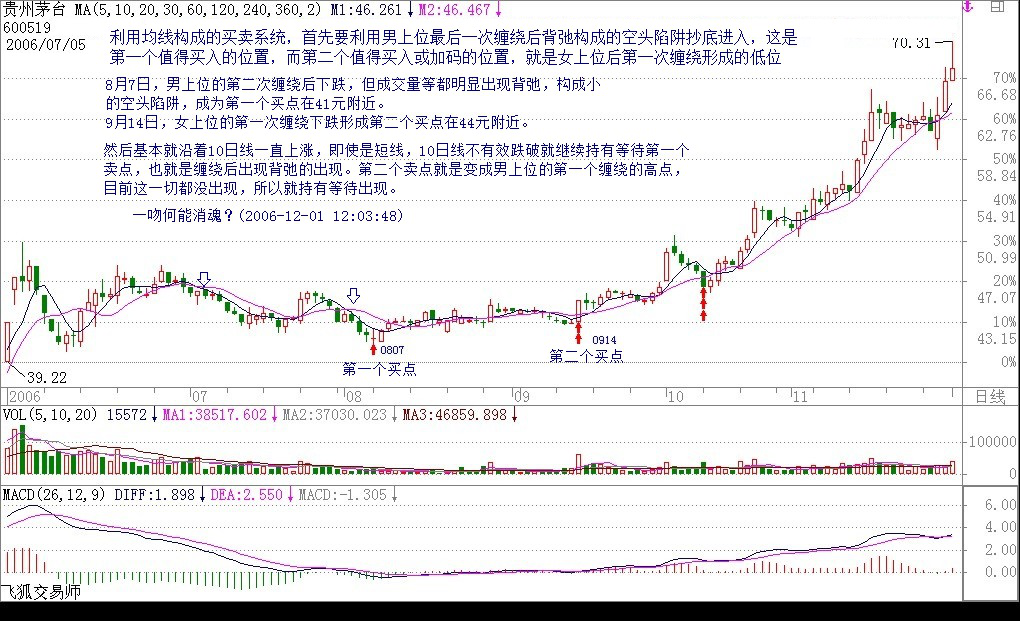 贵州茅台 MA(5,10,20,30,60,120,240,360,2) M1:46.261↓ M2:46.467↓
600519
2006/07/05
利用均线构成的买卖系统，首先要利用男上位最后一次缠绕后背弛构成的空头陷阱抄底进入，这是
第一个值得买入的位置，而第二个值得买入或加码的位置，就是女上位后第一次缠绕形成的低位
8月7日，男上位的第二次缠绕后下跌，但成交量等都明显出现背弛，构成小
的空头陷阱，成为第一个买点在41元附近。
9月14日，女上位的第一次缠绕下跌形成第二个买点在44元附近。
然后基本就沿着10日线一直上涨，即使是短线，10日线不有效跌破就继续持有等待第一个
卖点，也就是缠绕后出现背弛的出现。第二个卖点就是变成男上位的第一个缠绕的高点，
目前这一切都没出现，所以就持有等待出现。
一吻何能消魂？(2006-12-01 12:03:48)
70.31
70%
66.68
60%
62.76
50%
58.84
40%
54.91
30%
50.99
20%
47.07
10%
43.15
0%
0807
第一个买点
0914
第二个买点
39.22
2006 07 08 09 10 11 日线
VOL(5,10,20) 15572↓ MA1:38517.602↓ MA2:37030.023↓ MA3:46859.898↓
100000
0
MACD(26,12,9) DIFF:1.898↓ DEA:2.550↓ MACD:-1.305↓
6.00
4.00
2.00
0.00
飞狐交易师